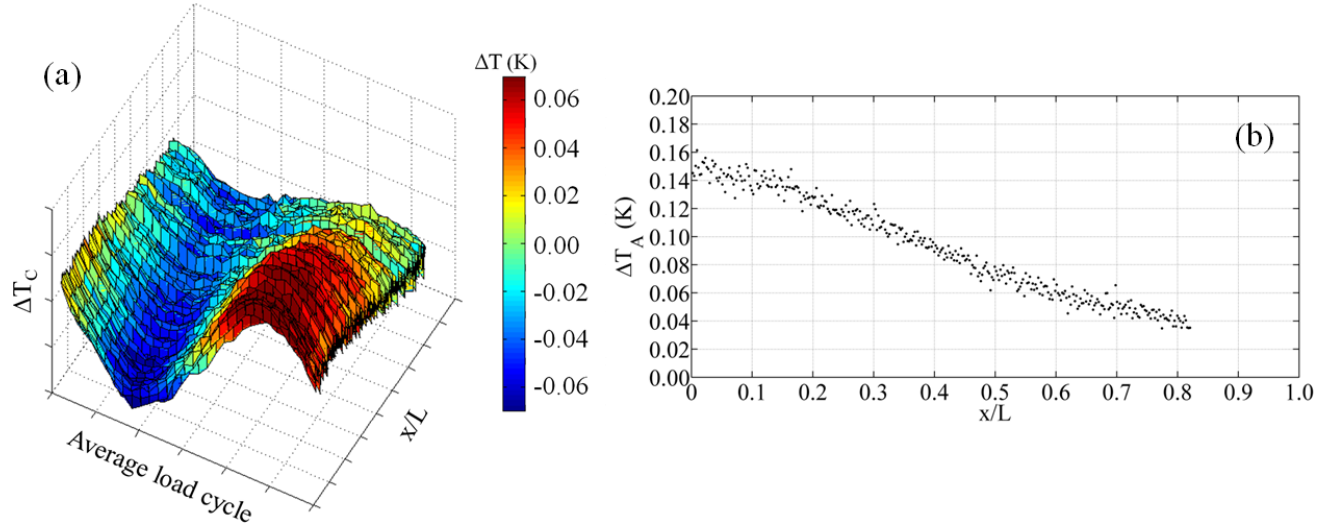 (a)
ΔT (K)
0.06
0.04
0.02
0.00
-0.02
-0.04
-0.06
ΔT_C
Average load cycle
x/L
(b)
0.20
0.18
0.16
0.14
0.12
0.10
0.08
0.06
0.04
0.02
0.00
ΔT_A (K)
0 0.1 0.2 0.3 0.4 0.5 0.6 0.7 0.8 0.9 1.0
x/L